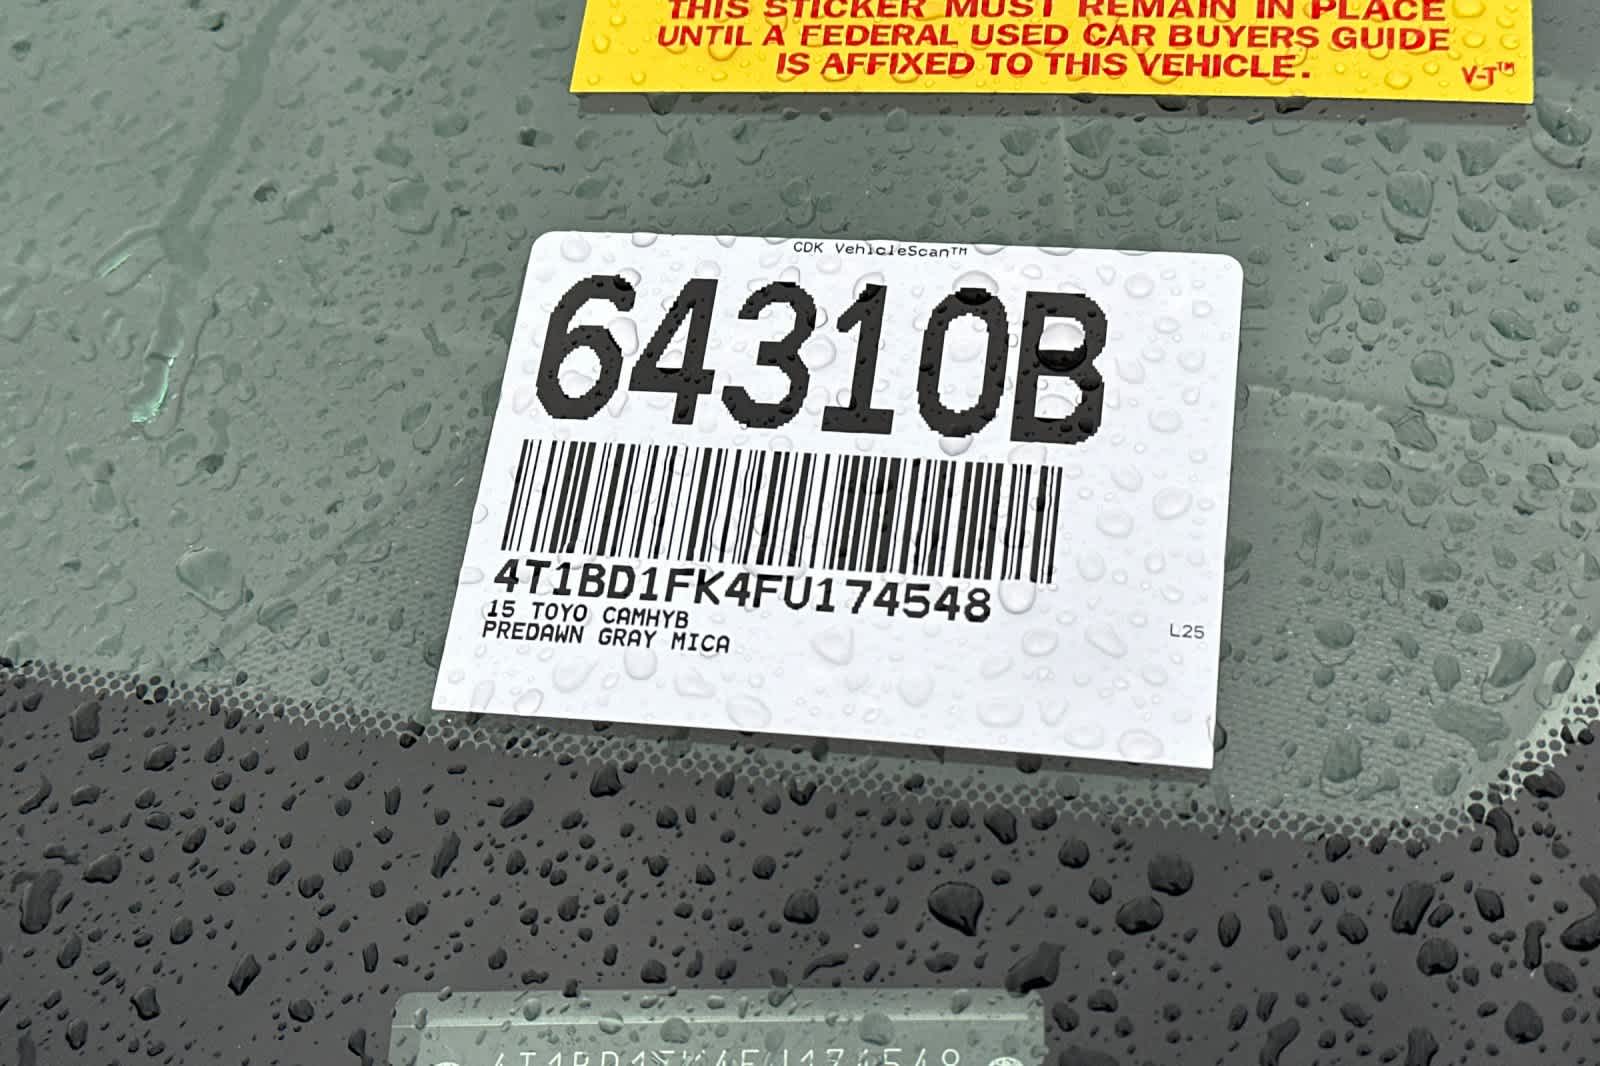 THIS STICKER MUST REMAIN IN PLACE
UNTIL A FEDERAL USED CAR BUYERS GUIDE
IS AFFIXED TO THIS VEHICLE.
V-T™
CDK VehicleScan™
64310B
4T1BD1FK4FU174548
15 TOYO CAMHYB
PREDAWN GRAY MICA
L25
4T1BD1FK4FU174548